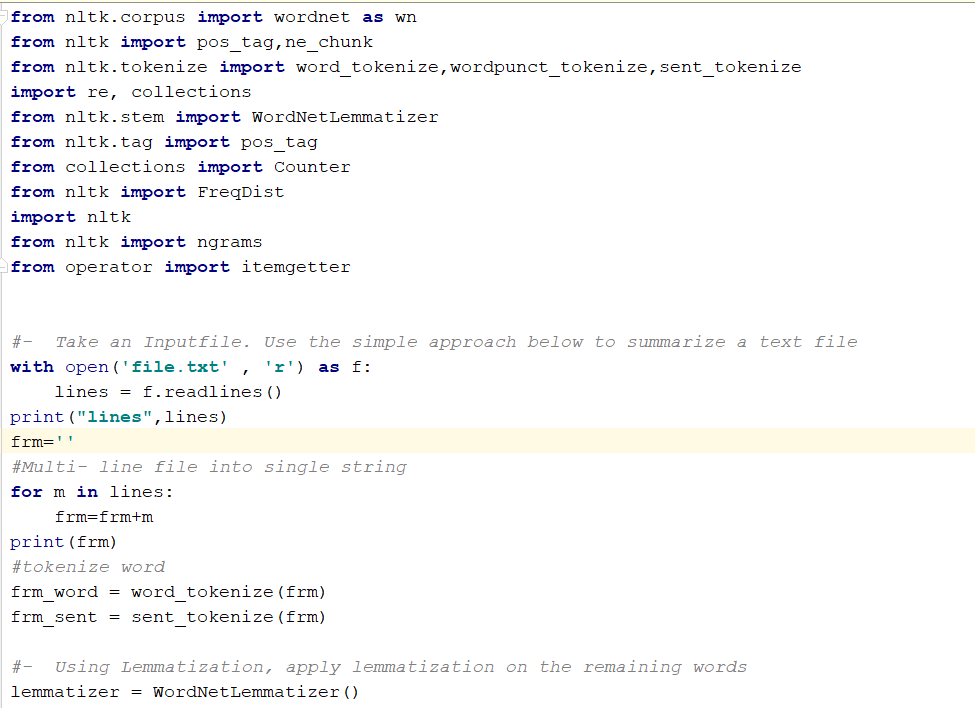 from nltk.corpus import wordnet as wn
from nltk import pos_tag,ne_chunk
from nltk.tokenize import word_tokenize,wordpunct_tokenize,sent_tokenize
import re, collections
from nltk.stem import WordNetLemmatizer
from nltk.tag import pos_tag
from collections import Counter
from nltk import FreqDist
import nltk
from nltk import ngrams
from operator import itemgetter
#-  Take an Inputfile. Use the simple approach below to summarize a text file
with open('file.txt' , 'r') as f:
    lines = f.readlines()
print("lines",lines)
frm=''
#Multi- line file into single string
for m in lines:
    frm=frm+m
print(frm)
#tokenize word
frm_word = word_tokenize(frm)
frm_sent = sent_tokenize(frm)
#-  Using Lemmatization, apply lemmatization on the remaining words
lemmatizer = WordNetLemmatizer()